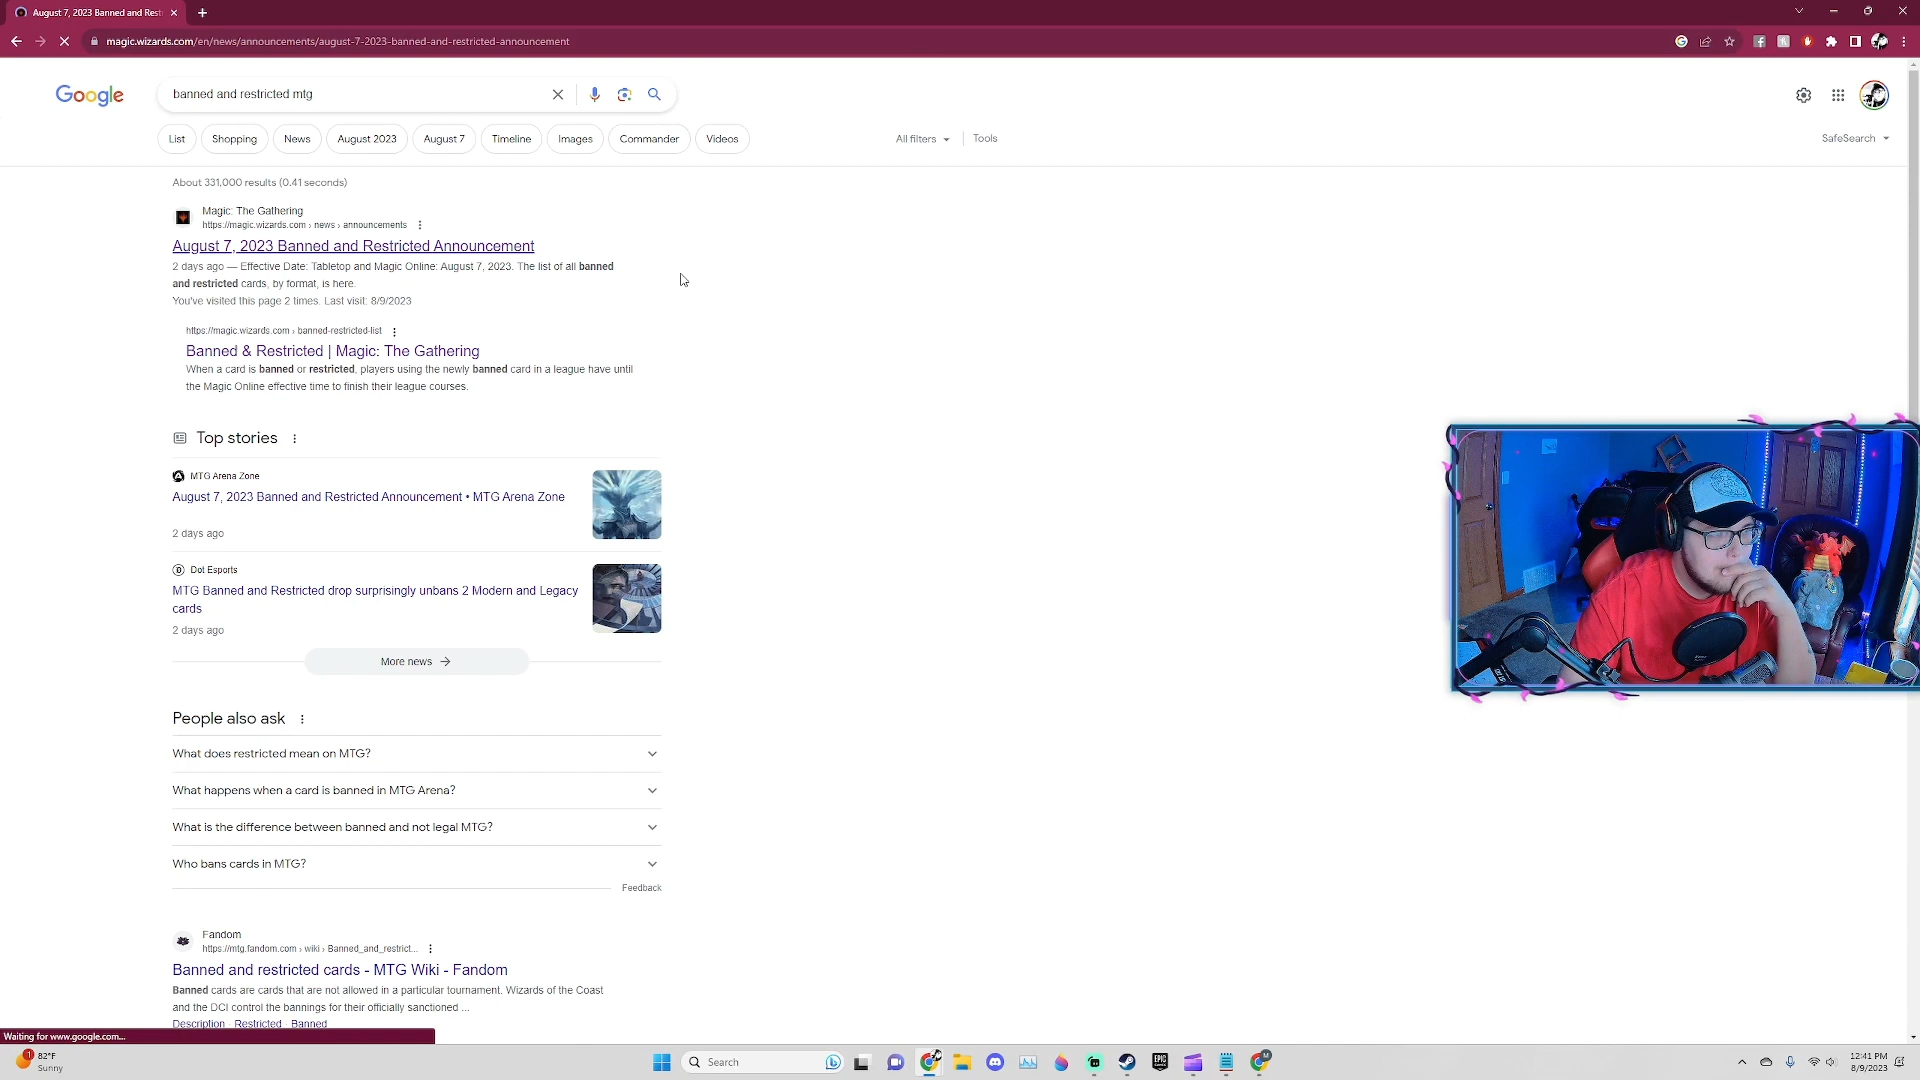 August 7, 2023 Banned and Rest
magic.wizards.com/en/news/announcements/august-7-2023-banned-and-restricted-announcement
Google
banned and restricted mtg
List
Shopping
News
August 2023
August 7
Timeline
Images
Commander
Videos
All filters
Tools
SafeSearch
About 331,000 results (0.41 seconds)
Magic: The Gathering
https://magic.wizards.com › news › announcements
August 7, 2023 Banned and Restricted Announcement
2 days ago — Effective Date: Tabletop and Magic Online: August 7, 2023. The list of all banned
and restricted cards, by format, is here.
You've visited this page 2 times. Last visit: 8/9/2023
https://magic.wizards.com › banned-restricted-list
Banned & Restricted | Magic: The Gathering
When a card is banned or restricted, players using the newly banned card in a league have until
the Magic Online effective time to finish their league courses.
Top stories
MTG Arena Zone
August 7, 2023 Banned and Restricted Announcement • MTG Arena Zone
2 days ago
Dot Esports
MTG Banned and Restricted drop surprisingly unbans 2 Modern and Legacy
cards
2 days ago
More news
People also ask
What does restricted mean on MTG?
What happens when a card is banned in MTG Arena?
What is the difference between banned and not legal MTG?
Who bans cards in MTG?
Feedback
Fandom
https://mtg.fandom.com › wiki › Banned_and_restrict...
Banned and restricted cards - MTG Wiki - Fandom
Banned cards are cards that are not allowed in a particular tournament. Wizards of the Coast
and the DCI control the bannings for their officially sanctioned ...
Description · Restricted · Banned
Waiting for www.google.com...
1
82°F
Sunny
Search
EPIC
M
12:41 PM
8/9/2023